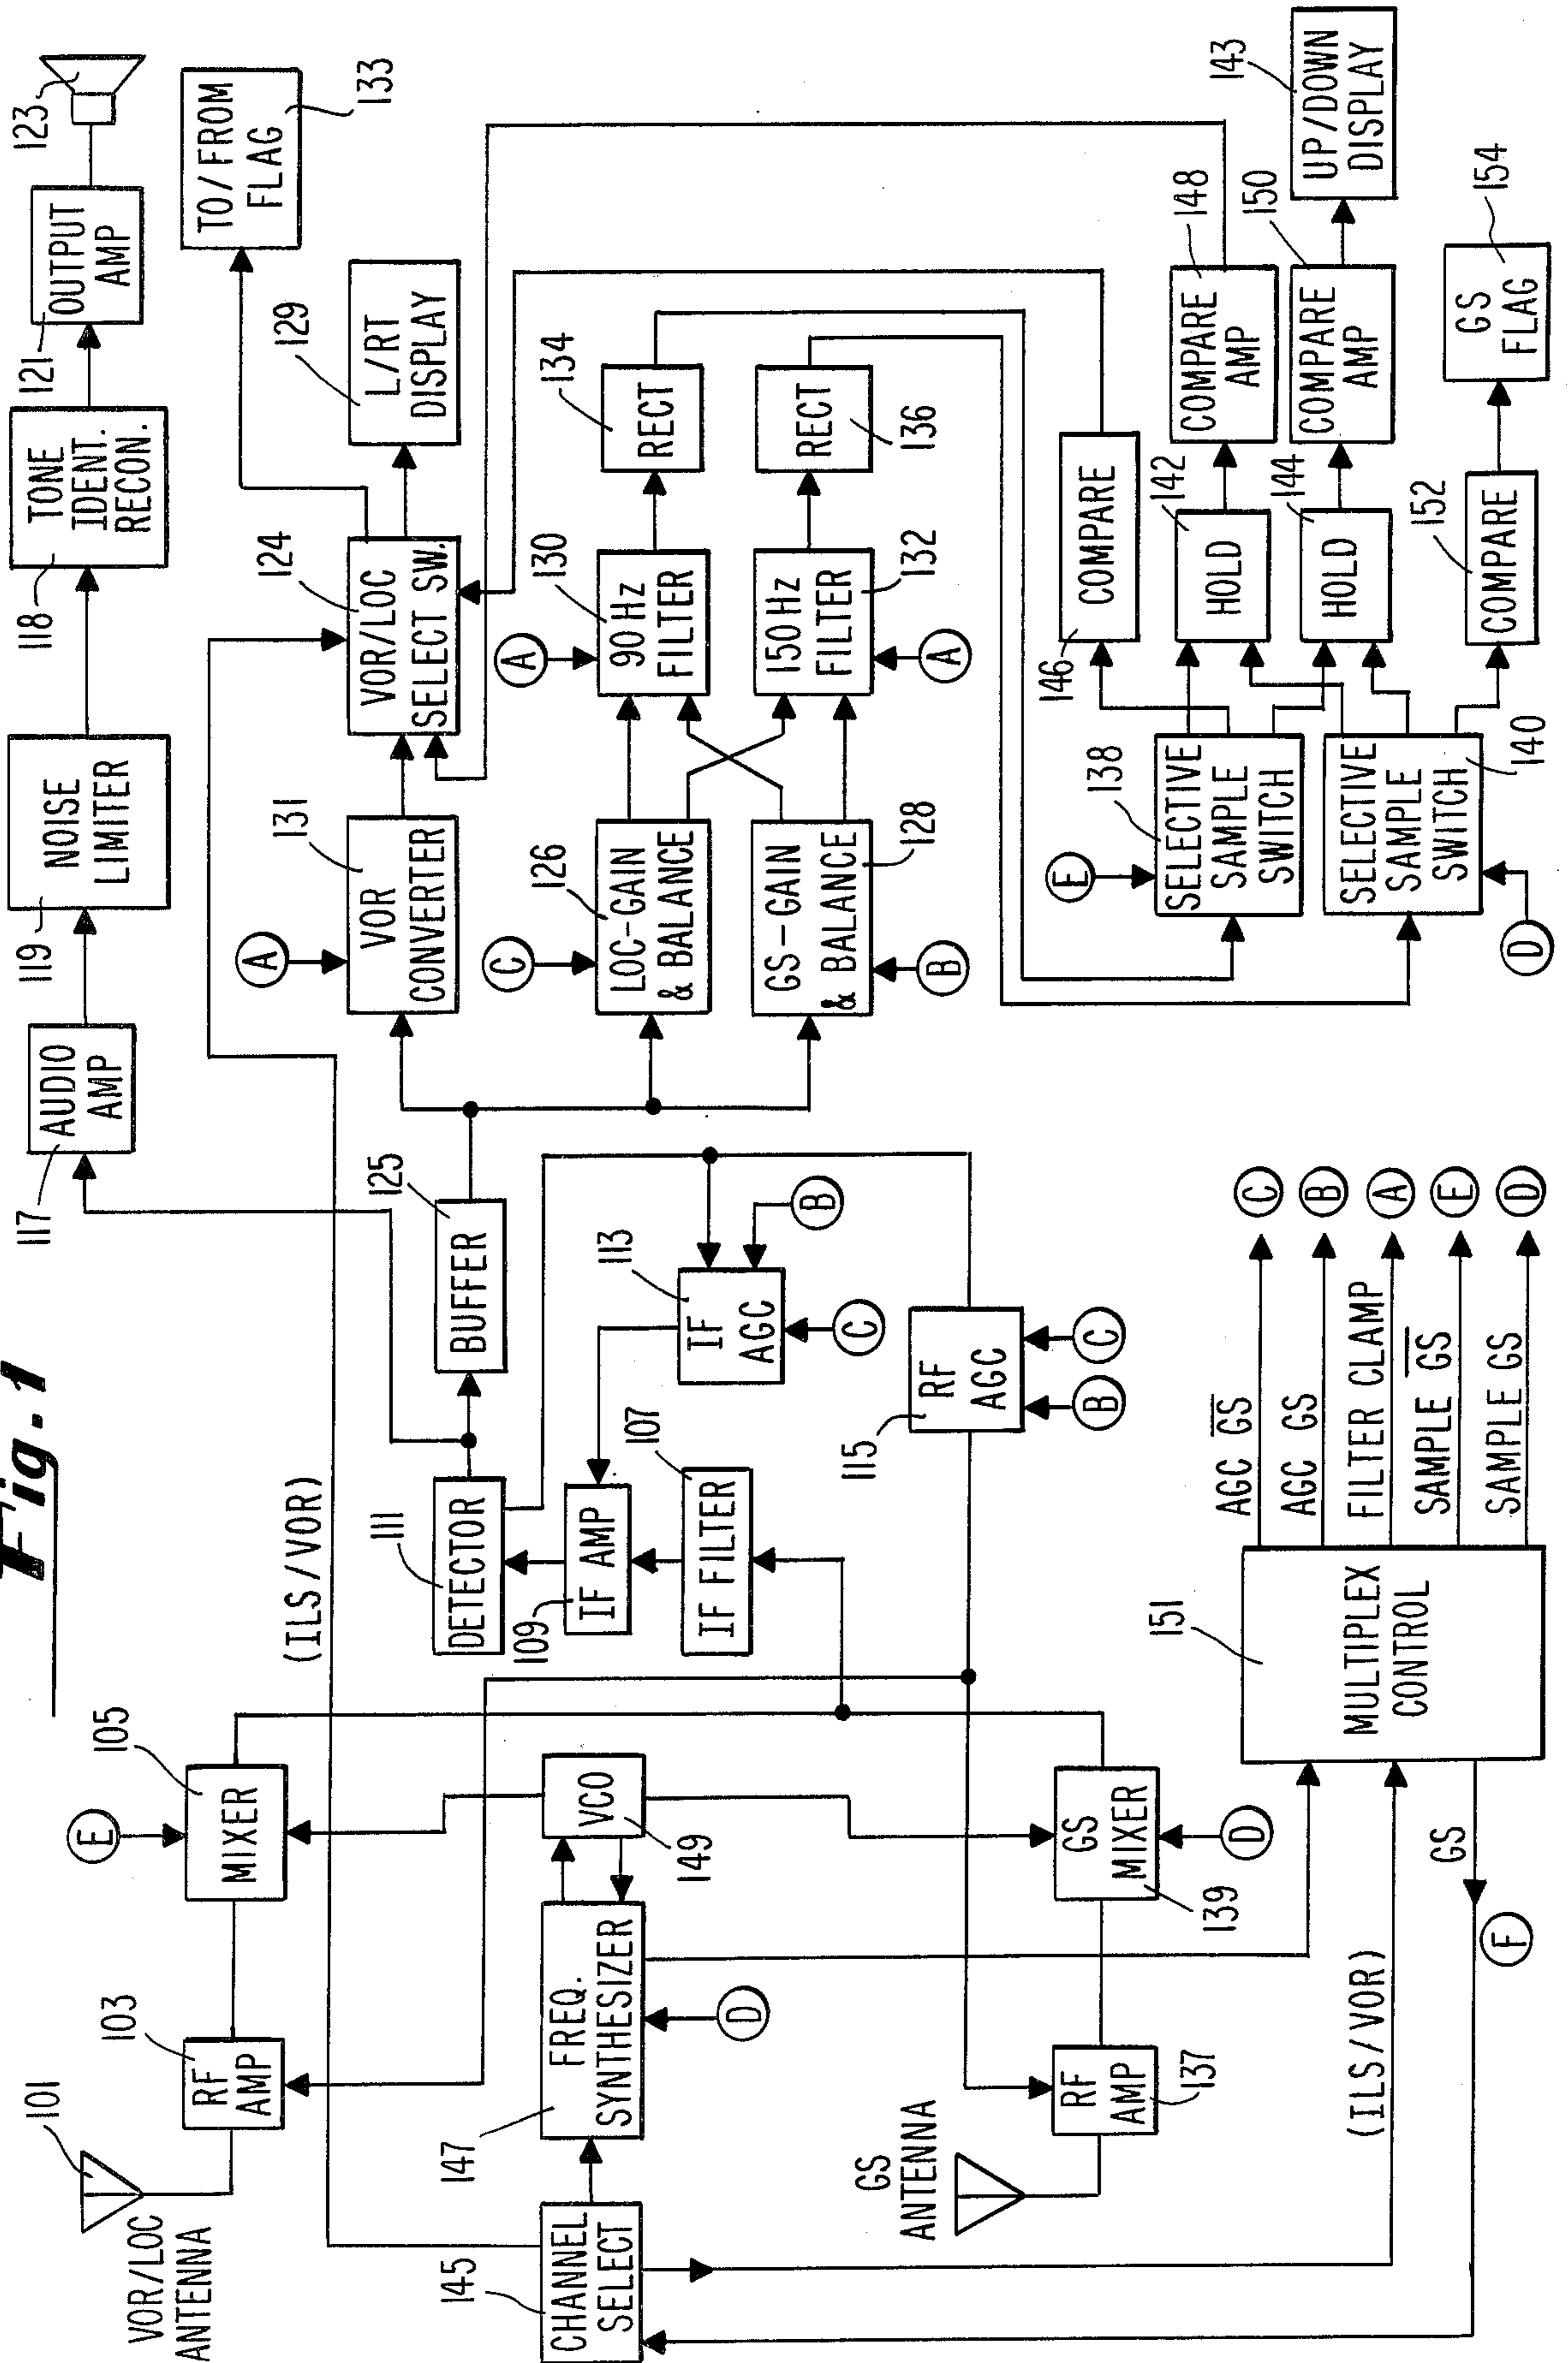 Fig. 1
VOR/LOC
ANTENNA
101
103
RF
AMP
E
105
MIXER
(ILS/VOR)
117
AUDIO
AMP
119
NOISE
LIMITER
118
TONE
IDENT.
RECON.
121
OUTPUT
AMP
123
TO/FROM
FLAG
133
A
131
VOR
CONVERTER
124
VOR/LOC
SELECT SW.
129
L/RT
DISPLAY
145
CHANNEL
SELECT
147
FREQ.
SYNTHESIZER
D
VCO
149
111
DETECTOR
125
BUFFER
109
IF AMP
107
IF FILTER
113
IF
AGC
B
C
115
RF
AGC
B
C
C
126
LOC-GAIN
& BALANCE
GS-GAIN
& BALANCE
128
B
A
130
90 Hz
FILTER
134
RECT
150 Hz
FILTER
132
A
RECT
136
GS
ANTENNA
RF
AMP
137
GS
MIXER
139
D
(ILS/VOR)
GS
F
151
MULTIPLEX
CONTROL
AGC G̅S̅
C
AGC GS
B
FILTER CLAMP
A
SAMPLE G̅S̅
E
SAMPLE GS
D
E
138
SELECTIVE
SAMPLE
SWITCH
SELECTIVE
SAMPLE
SWITCH
140
D
146
COMPARE
142
HOLD
144
HOLD
152
COMPARE
148
COMPARE
AMP
150
COMPARE
AMP
143
UP/DOWN
DISPLAY
154
GS
FLAG